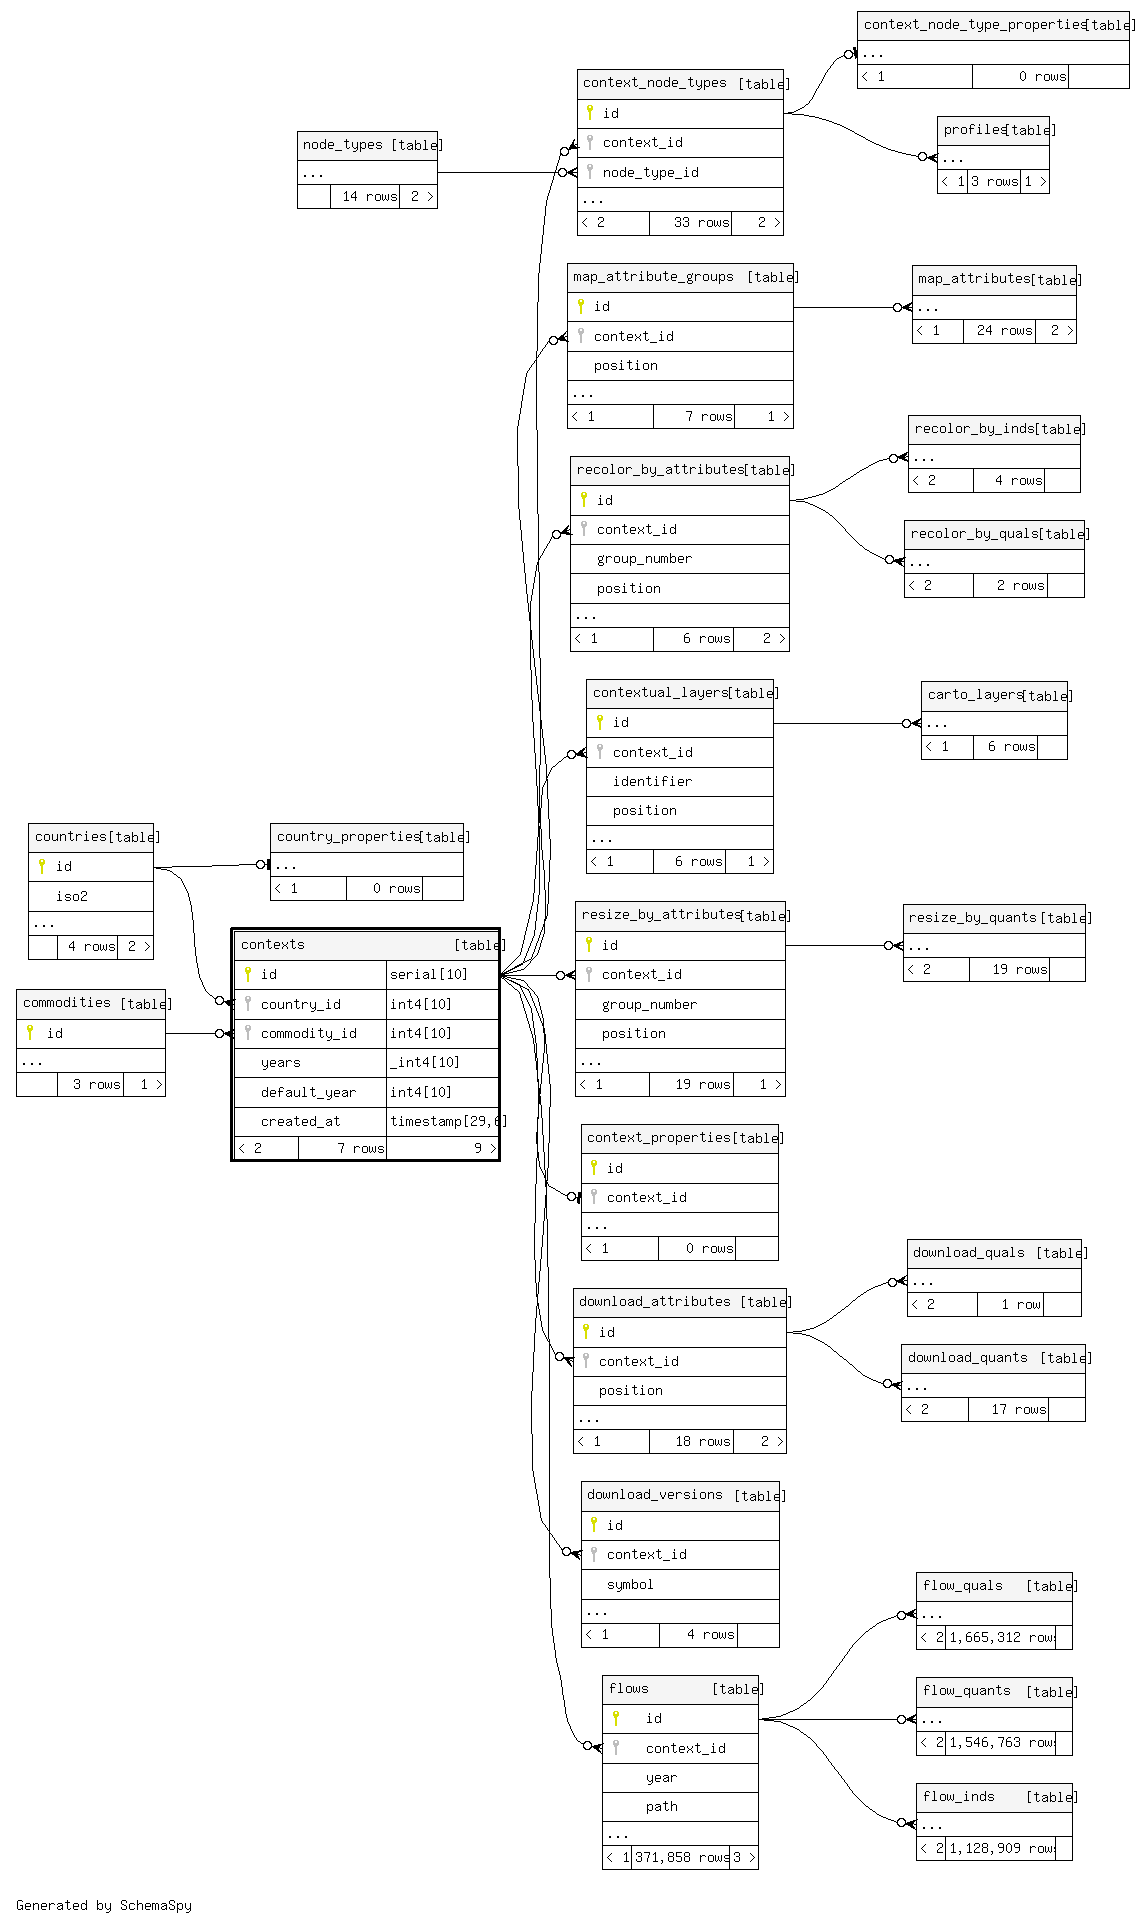 context_node_type_properties [table]
...
< 1 0 rows
context_node_types [table]
id
context_id
node_type_id
...
< 2 33 rows 2 >
profiles [table]
...
< 1 3 rows 1 >
node_types [table]
...
14 rows 2 >
map_attribute_groups [table]
id
context_id
position
...
< 1 7 rows 1 >
map_attributes [table]
...
< 1 24 rows 2 >
recolor_by_inds [table]
...
< 2 4 rows
recolor_by_attributes [table]
id
context_id
group_number
position
...
< 1 6 rows 2 >
recolor_by_quals [table]
...
< 2 2 rows
contextual_layers [table]
id
context_id
identifier
position
...
< 1 6 rows 1 >
carto_layers [table]
...
< 1 6 rows
countries [table]
id
iso2
...
4 rows 2 >
country_properties [table]
...
< 1 0 rows
commodities [table]
id
...
3 rows 1 >
contexts [table]
id serial[10]
country_id int4[10]
commodity_id int4[10]
years _int4[10]
default_year int4[10]
created_at timestamp[29,6]
< 2 7 rows 9 >
resize_by_attributes [table]
id
context_id
group_number
position
...
< 1 19 rows 1 >
resize_by_quants [table]
...
< 2 19 rows
context_properties [table]
id
context_id
...
< 1 0 rows
download_attributes [table]
id
context_id
position
...
< 1 18 rows 2 >
download_quals [table]
...
< 2 1 row
download_quants [table]
...
< 2 17 rows
download_versions [table]
id
context_id
symbol
...
< 1 4 rows
flows [table]
id
context_id
year
path
...
< 1 371,858 rows 3 >
flow_quals [table]
...
< 2 1,665,312 rows
flow_quants [table]
...
< 2 1,546,763 rows
flow_inds [table]
...
< 2 1,128,909 rows
Generated by SchemaSpy